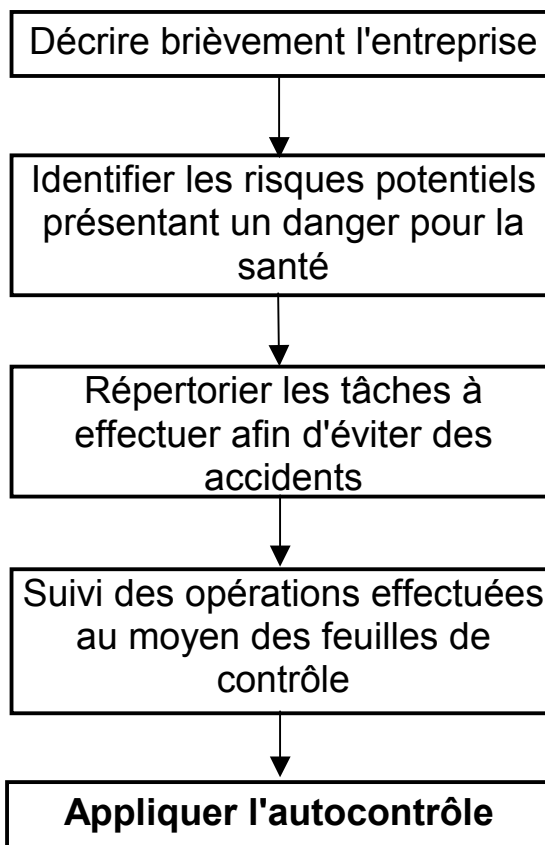 Décrire brièvement l'entreprise
Identifier les risques potentiels
présentant un danger pour la
santé
Répertorier les tâches à
effectuer afin d'éviter des
accidents
Suivi des opérations effectuées
au moyen des feuilles de
contrôle
Appliquer l'autocontrôle